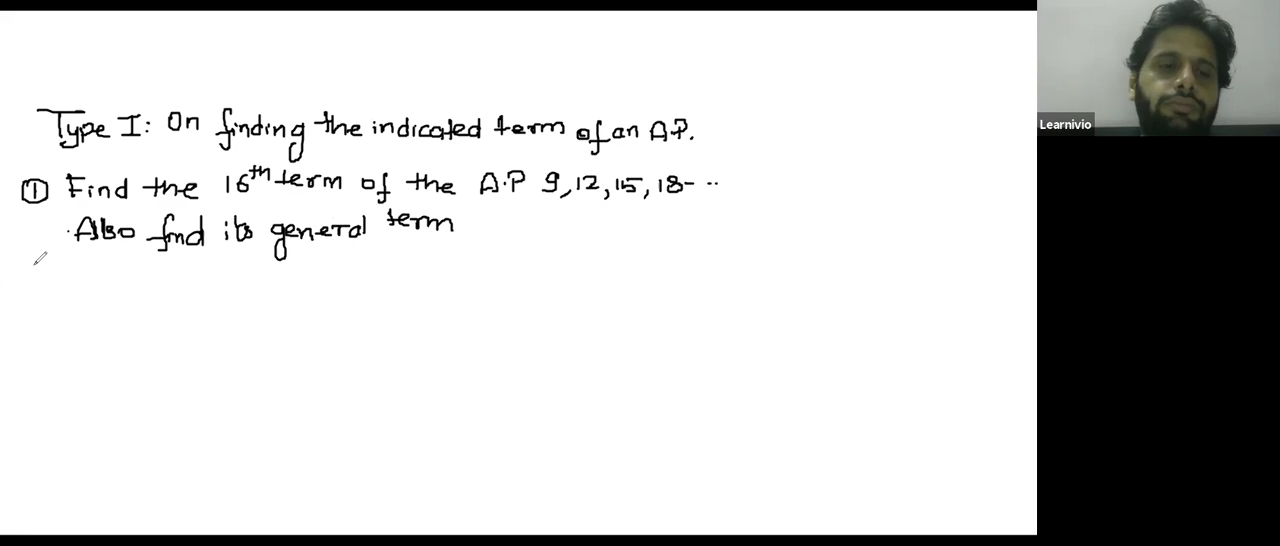 Type I: On finding the indicated term of an A.P.
① Find the 16th term of the A.P 9,12,15,18- ..
.Also find its general term
Learnivio